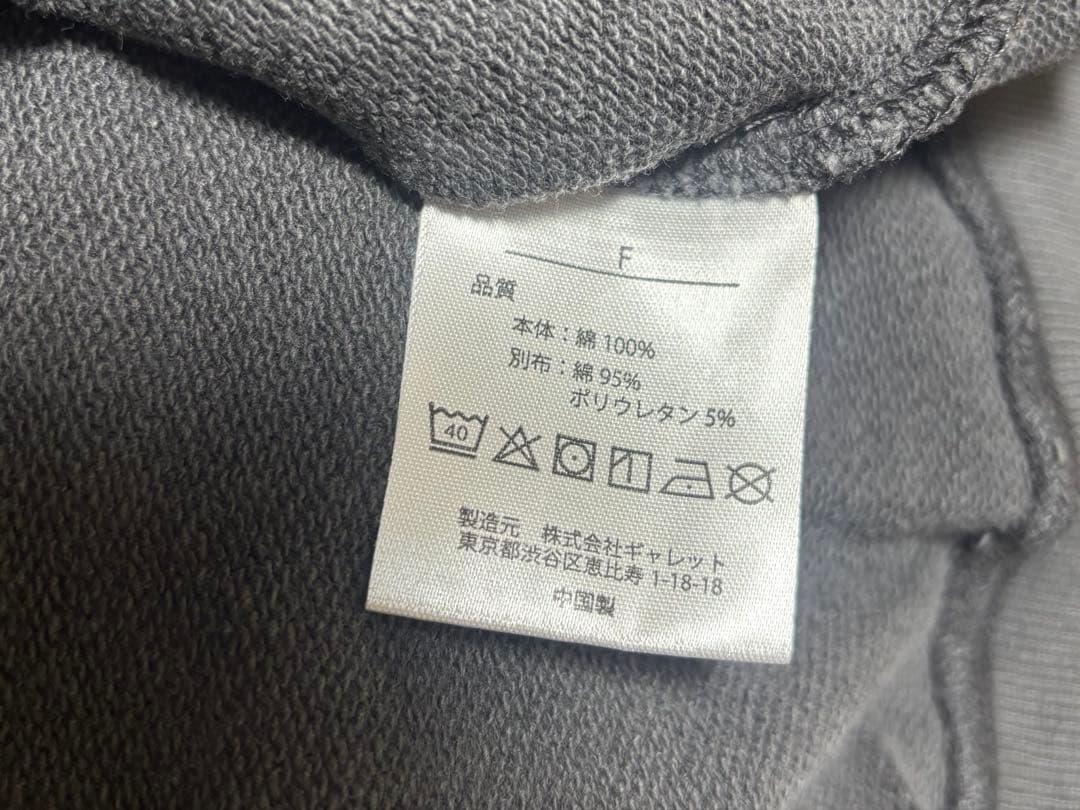 F
品質
本体：綿 100%
別布：綿 95%
ポリウレタン 5%
40
製造元　株式会社ギャレット
東京都渋谷区恵比寿 1-18-18
中国製